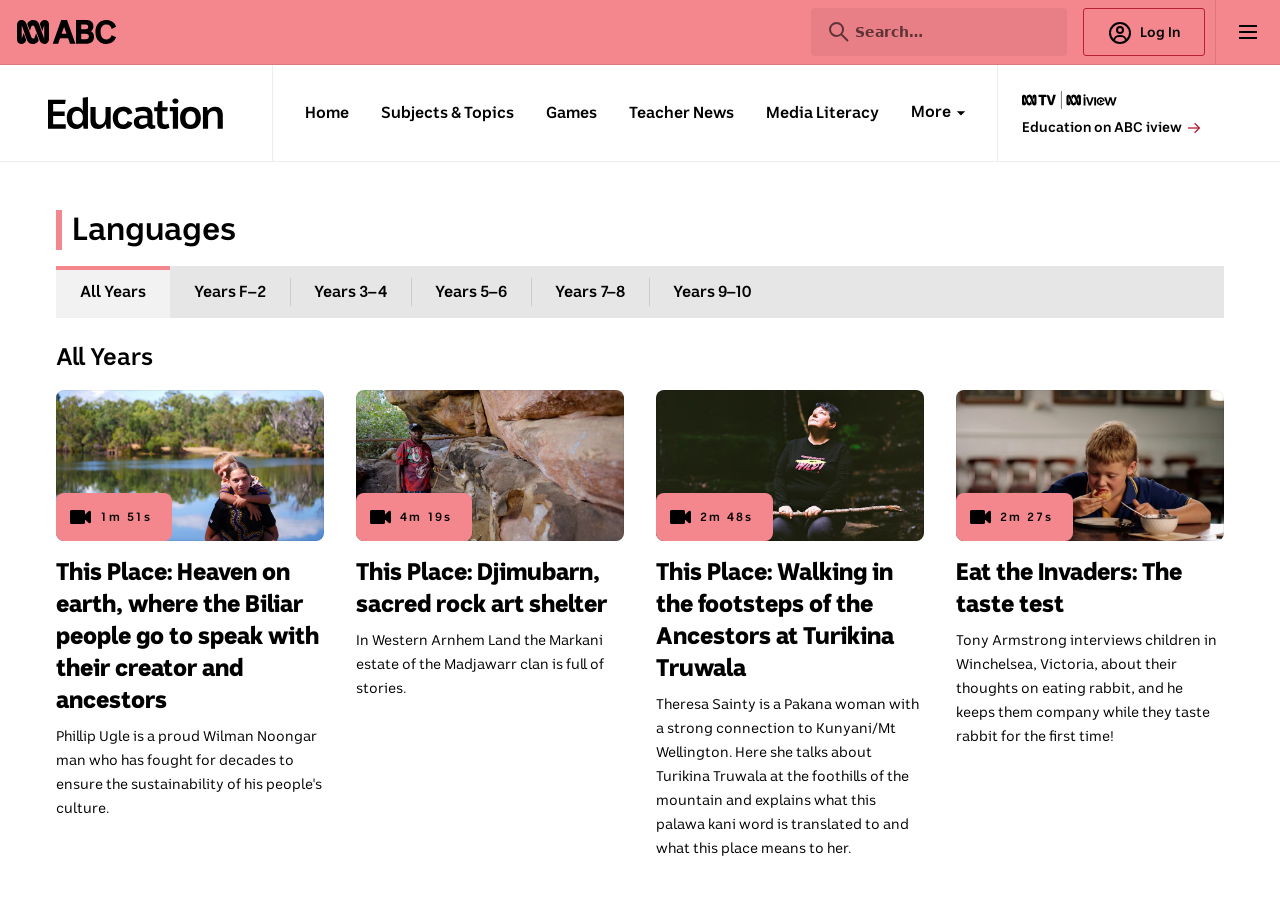 ABC
Search...
Log In
Education
Home
Subjects & Topics
Games
Teacher News
Media Literacy
More
TV
iview
Education on ABC iview
Languages
All Years
Years F–2
Years 3–4
Years 5–6
Years 7–8
Years 9–10
All Years
1m 51s
This Place: Heaven on
earth, where the Biliar
people go to speak with
their creator and
ancestors
Phillip Ugle is a proud Wilman Noongar
man who has fought for decades to
ensure the sustainability of his people's
culture.
4m 19s
This Place: Djimubarn,
sacred rock art shelter
In Western Arnhem Land the Markani
estate of the Madjawarr clan is full of
stories.
2m 48s
This Place: Walking in
the footsteps of the
Ancestors at Turikina
Truwala
Theresa Sainty is a Pakana woman with
a strong connection to Kunyani/Mt
Wellington. Here she talks about
Turikina Truwala at the foothills of the
mountain and explains what this
palawa kani word is translated to and
what this place means to her.
2m 27s
Eat the Invaders: The
taste test
Tony Armstrong interviews children in
Winchelsea, Victoria, about their
thoughts on eating rabbit, and he
keeps them company while they taste
rabbit for the first time!